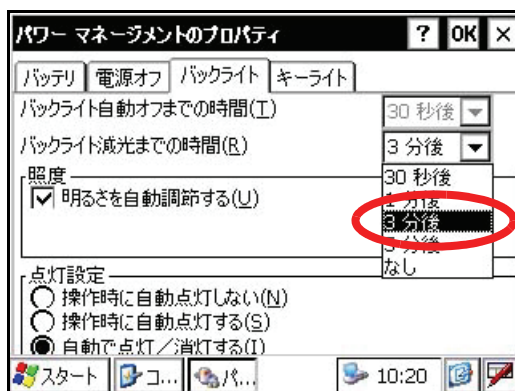 パワー マネージメントのプロパティ ? OK ×
バッテリ 電源オフ バックライト キーライト
バックライト自動オフまでの時間(T) 30 秒後
バックライト減光までの時間(R) 3 分後
30 秒後
1 分後
3 分後
5 分後
なし
照度
明るさを自動調節する(U)
点灯設定
操作時に自動点灯しない(N)
操作時に自動点灯する(S)
自動で点灯/消灯する(I)
スタート コ... パ... 10:20